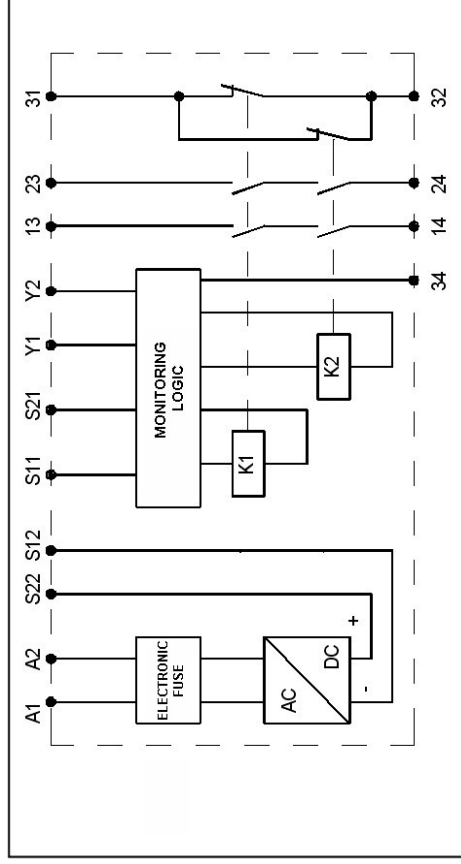 A1
A2
S22
S12
S11
S21
Y1
Y2
13
23
31
ELECTRONIC
FUSE
MONITORING
LOGIC
AC
DC
-
+
K1
K2
34
14
24
32